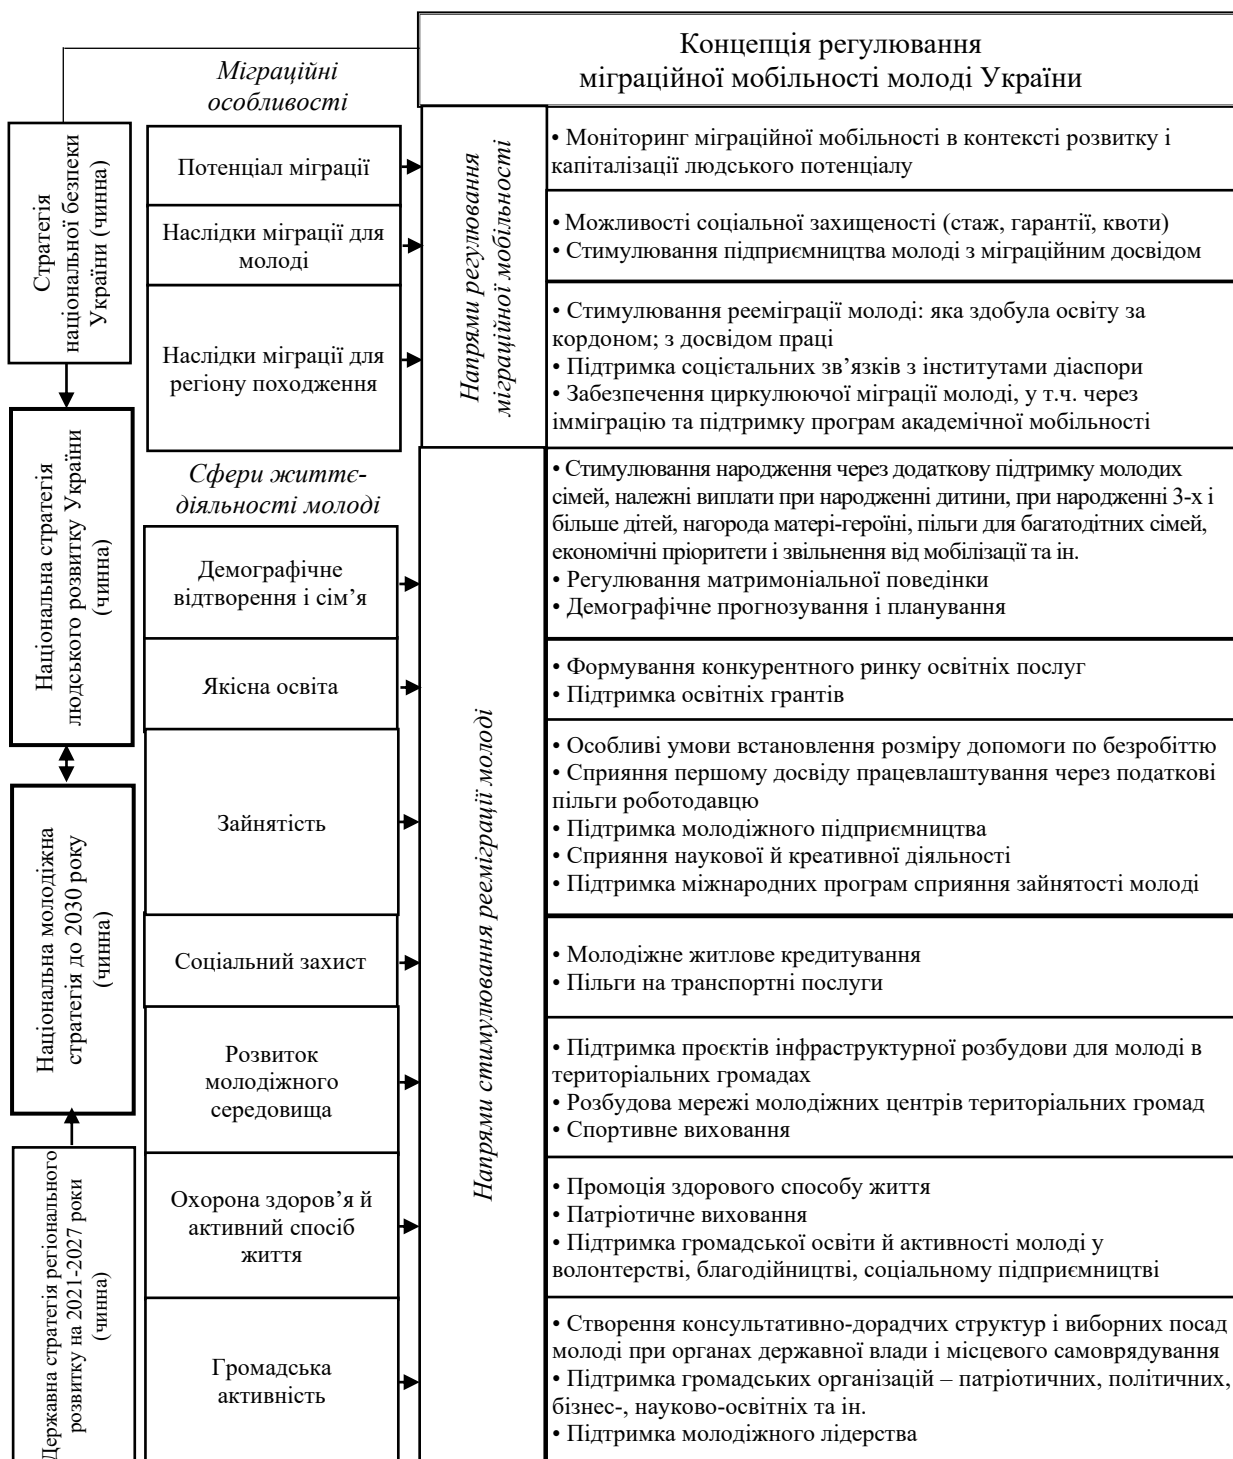 Концепція регулювання
міграційної мобільності молоді України
Міграційні
особливості
Стратегія
національної безпеки
України (чинна)
Національна стратегія
людського розвитку України
(чинна)
Національна молодіжна
стратегія до 2030 року
(чинна)
Державна стратегія регіонального
розвитку на 2021-2027 роки
(чинна)
Потенціал міграції
Наслідки міграції для
молоді
Наслідки міграції для
регіону походження
Напрями регулювання
міграційної мобільності
• Моніторинг міграційної мобільності в контексті розвитку і
капіталізації людського потенціалу
• Можливості соціальної захищеності (стаж, гарантії, квоти)
• Стимулювання підприємництва молоді з міграційним досвідом
• Стимулювання рееміграції молоді: яка здобула освіту за
кордоном; з досвідом праці
• Підтримка соцієтальних зв’язків з інститутами діаспори
• Забезпечення циркулюючої міграції молоді, у т.ч. через
імміграцію та підтримку програм академічної мобільності
Сфери життє-
діяльності молоді
Демографічне
відтворення і сім’я
Якісна освіта
Зайнятість
Соціальний захист
Розвиток
молодіжного
середовища
Охорона здоров’я й
активний спосіб
життя
Громадська
активність
Напрями стимулювання рееміграції молоді
• Стимулювання народження через додаткову підтримку молодих
сімей, належні виплати при народженні дитини, при народженні 3-х і
більше дітей, нагорода матері-героїні, пільги для багатодітних сімей,
економічні пріоритети і звільнення від мобілізації та ін.
• Регулювання матримоніальної поведінки
• Демографічне прогнозування і планування
• Формування конкурентного ринку освітніх послуг
• Підтримка освітніх грантів
• Особливі умови встановлення розміру допомоги по безробіттю
• Сприяння першому досвіду працевлаштування через податкові
пільги роботодавцю
• Підтримка молодіжного підприємництва
• Сприяння наукової й креативної діяльності
• Підтримка міжнародних програм сприяння зайнятості молоді
• Молодіжне житлове кредитування
• Пільги на транспортні послуги
• Підтримка проєктів інфраструктурної розбудови для молоді в
територіальних громадах
• Розбудова мережі молодіжних центрів територіальних громад
• Спортивне виховання
• Промоція здорового способу життя
• Патріотичне виховання
• Підтримка громадської освіти й активності молоді у
волонтерстві, благодійництві, соціальному підприємництві
• Створення консультативно-дорадчих структур і виборних посад
молоді при органах державної влади і місцевого самоврядування
• Підтримка громадських організацій – патріотичних, політичних,
бізнес-, науково-освітніх та ін.
• Підтримка молодіжного лідерства